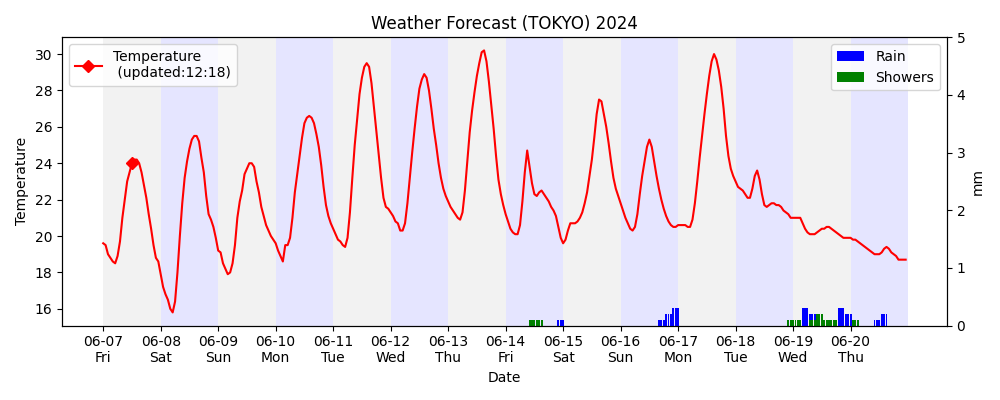 Weather Forecast (TOKYO) 2024
Temperature
(updated:12:18)
Rain
Showers
Temperature
30
28
26
24
22
20
18
16
5
4
3
2
1
0
mm
06-07 06-08 06-09 06-10 06-11 06-12 06-13 06-14 06-15 06-16 06-17 06-18 06-19 06-20
Fri Sat Sun Mon Tue Wed Thu Fri Sat Sun Mon Tue Wed Thu
Date